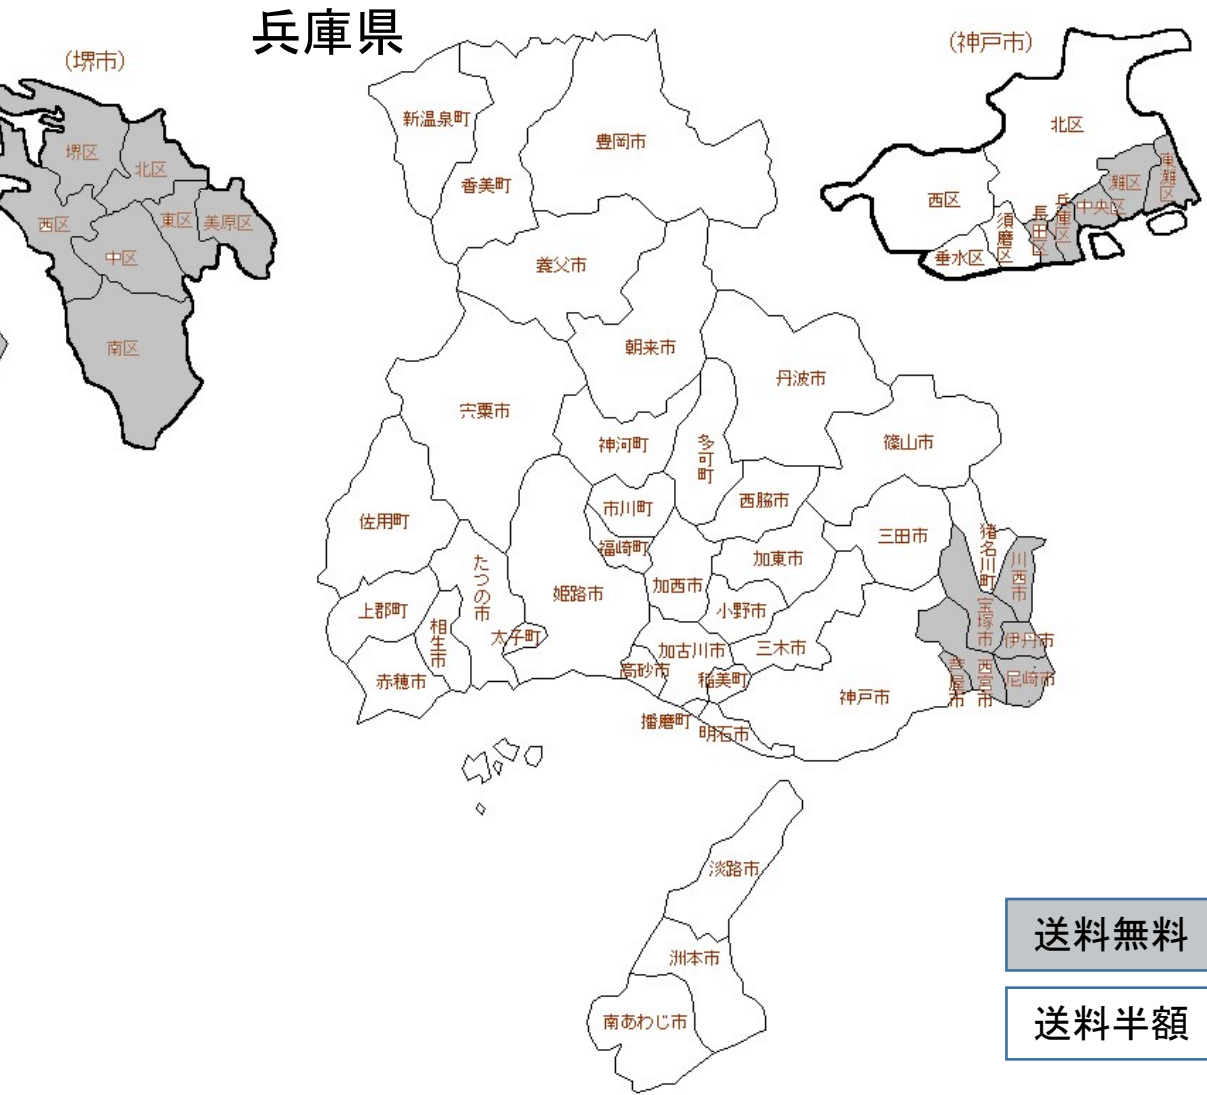 兵庫県
(堺市)
堺区
北区
西区
東区
美原区
中区
南区
(神戸市)
北区
西区
東灘区
灘区
中央区
兵庫区
長田区
須磨区
垂水区
新温泉町
香美町
豊岡市
養父市
朝来市
丹波市
宍粟市
神河町
多可町
篠山市
西脇市
市川町
佐用町
三田市
猪名川町
福崎町
加東市
川西市
たつの市
加西市
姫路市
小野市
上郡町
宝塚市
相生市
太子町
加古川市
三木市
伊丹市
高砂市
赤穂市
稲美町
神戸市
芦屋市
西宮市
尼崎市
播磨町
明石市
淡路市
洲本市
南あわじ市
送料無料
送料半額